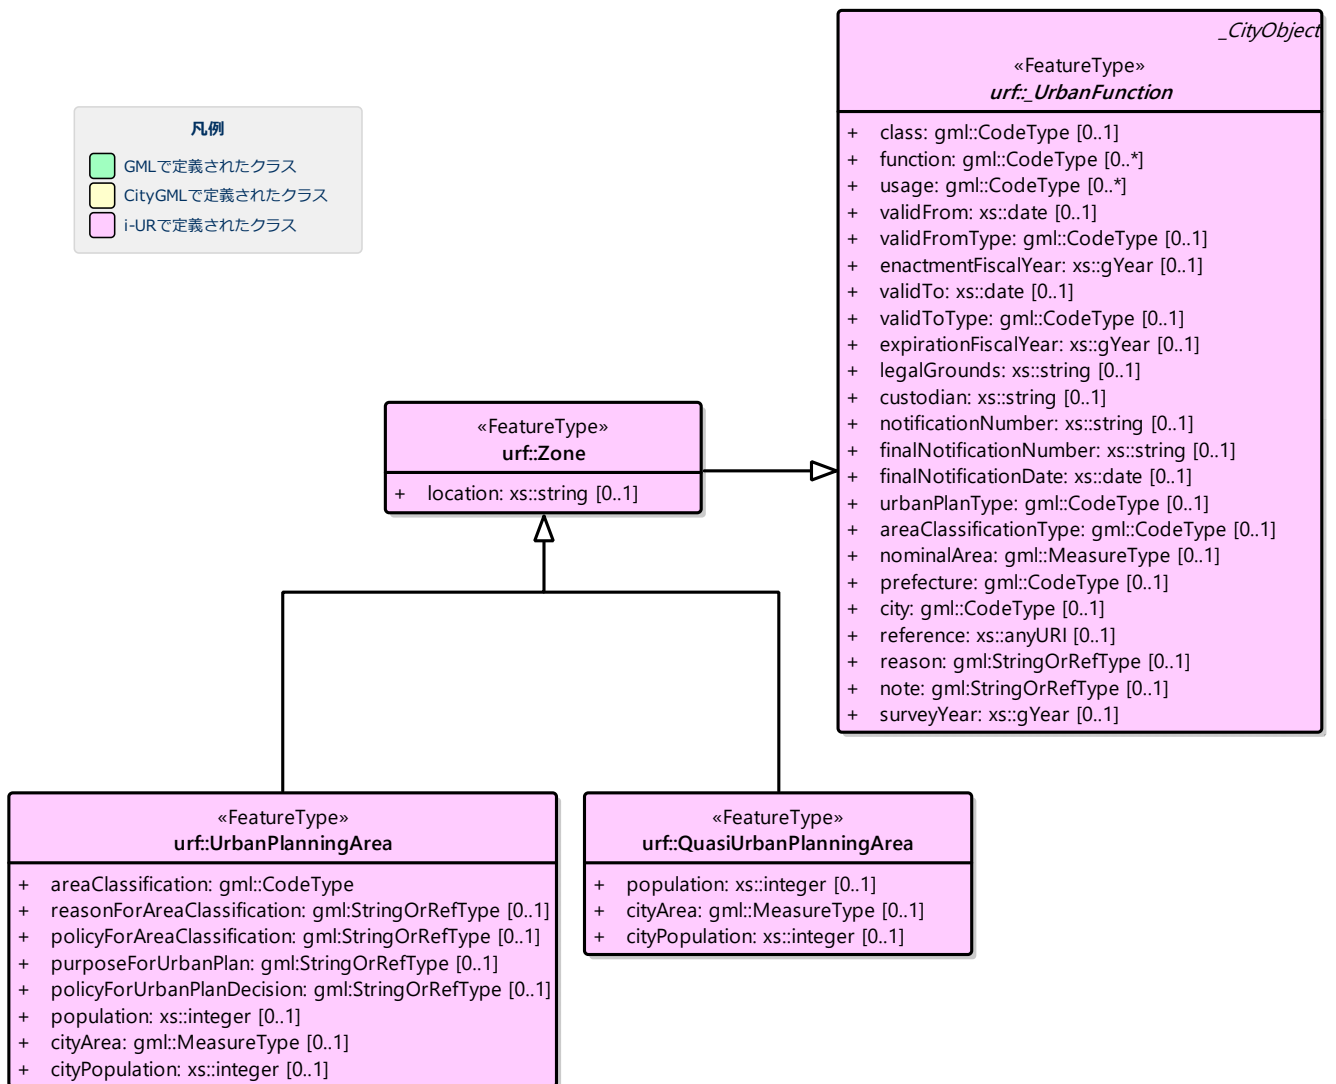 凡例
GMLで定義されたクラス
CityGMLで定義されたクラス
i-URで定義されたクラス
_CityObject
«FeatureType»
urf::_UrbanFunction
+ class: gml::CodeType [0..1]
+ function: gml::CodeType [0..*]
+ usage: gml::CodeType [0..*]
+ validFrom: xs::date [0..1]
+ validFromType: gml::CodeType [0..1]
+ enactmentFiscalYear: xs::gYear [0..1]
+ validTo: xs::date [0..1]
+ validToType: gml::CodeType [0..1]
+ expirationFiscalYear: xs::gYear [0..1]
+ legalGrounds: xs::string [0..1]
+ custodian: xs::string [0..1]
+ notificationNumber: xs::string [0..1]
+ finalNotificationNumber: xs::string [0..1]
+ finalNotificationDate: xs::date [0..1]
+ urbanPlanType: gml::CodeType [0..1]
+ areaClassificationType: gml::CodeType [0..1]
+ nominalArea: gml::MeasureType [0..1]
+ prefecture: gml::CodeType [0..1]
+ city: gml::CodeType [0..1]
+ reference: xs::anyURI [0..1]
+ reason: gml:StringOrRefType [0..1]
+ note: gml:StringOrRefType [0..1]
+ surveyYear: xs::gYear [0..1]
«FeatureType»
urf::Zone
+ location: xs::string [0..1]
«FeatureType»
urf::UrbanPlanningArea
+ areaClassification: gml::CodeType
+ reasonForAreaClassification: gml:StringOrRefType [0..1]
+ policyForAreaClassification: gml:StringOrRefType [0..1]
+ purposeForUrbanPlan: gml:StringOrRefType [0..1]
+ policyForUrbanPlanDecision: gml:StringOrRefType [0..1]
+ population: xs::integer [0..1]
+ cityArea: gml::MeasureType [0..1]
+ cityPopulation: xs::integer [0..1]
«FeatureType»
urf::QuasiUrbanPlanningArea
+ population: xs::integer [0..1]
+ cityArea: gml::MeasureType [0..1]
+ cityPopulation: xs::integer [0..1]